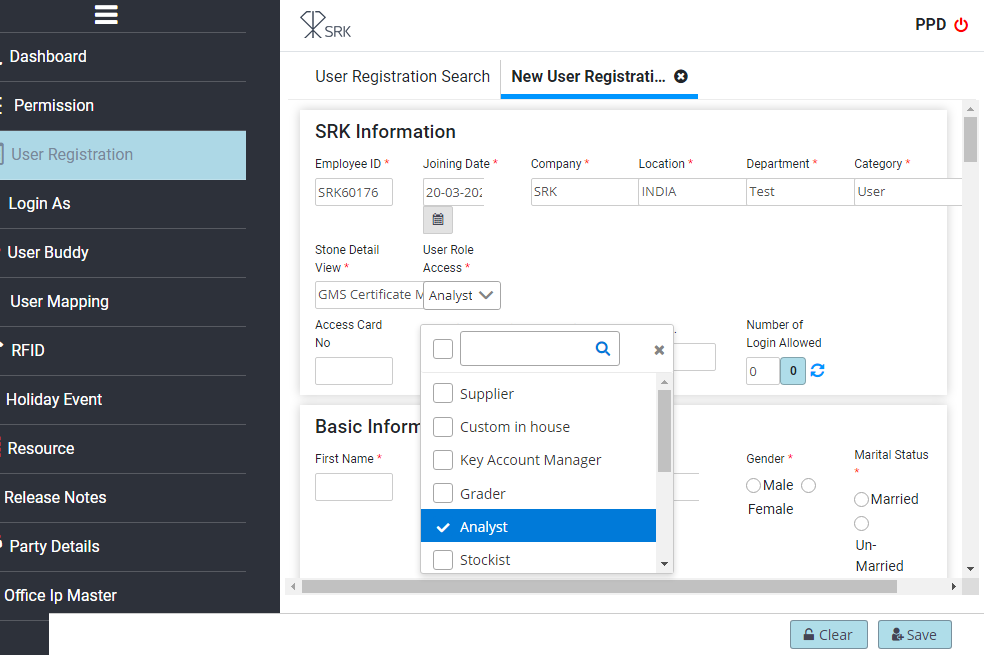 SRK
PPD
Dashboard
Permission
User Registration
Login As
User Buddy
User Mapping
RFID
Holiday Event
Resource
Release Notes
Party Details
Office Ip Master
User Registration Search
New User Registrati...
SRK Information
Employee ID *
Joining Date *
Company *
Location *
Department *
Category *
SRK60176
20-03-202
SRK
INDIA
Test
User
Stone Detail
View *
User Role
Access *
GMS Certificate M
Analyst
Access Card
No
Number of
Login Allowed
0
0
Supplier
Custom in house
Key Account Manager
Grader
Analyst
Stockist
Basic Inform
First Name *
Gender *
Male
Female
Marital Status
*
Married
Un-
Married
Clear
Save